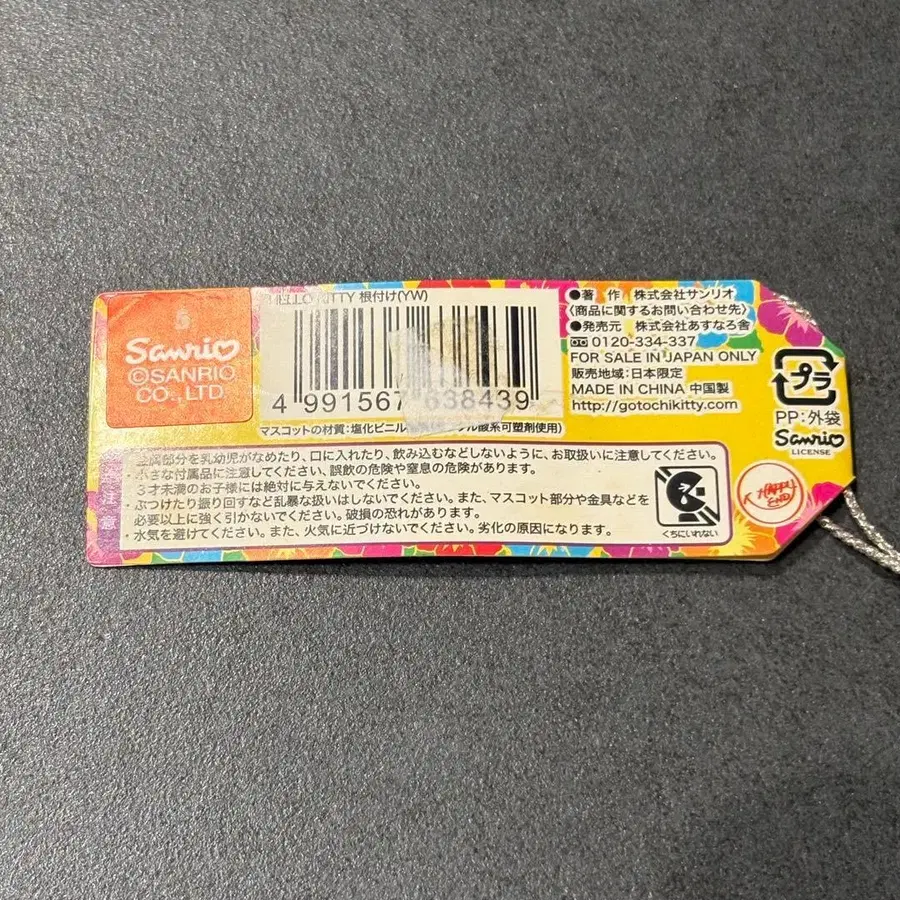 Sanrio
©SANRIO
CO., LTD.
HELLO KITTY 根付け(YW)
4 991567 638439
マスコットの材質:塩化ビニル 酸系可塑剤使用)
●著 作 株式会社サンリオ
〈商品に関するお問い合わせ先〉
●発売元 株式会社あすなろ舎
0120-334-337
FOR SALE IN JAPAN ONLY
販売地域:日本限定
MADE IN CHINA 中国製
http://gotochikitty.com
プラ
PP:外袋
Sanrio
LICENSE
注意
金属部分を乳幼児がなめたり、口に入れたり、飲み込むなどしないように、お取扱いに注意してください。
・小さな付属品に注意してください。誤飲の危険や窒息の危険があります。
3才未満のお子様には絶対に与えないでください。
・ぶつけたり振り回すなど乱暴な扱いはしないでください。また、マスコット部分や金具などを
必要以上に強く引かないでください。破損の恐れがあります。
・水気を避けてください。また、火気に近づけないでください。劣化の原因になります。
くちにいれない
HAPPY
END